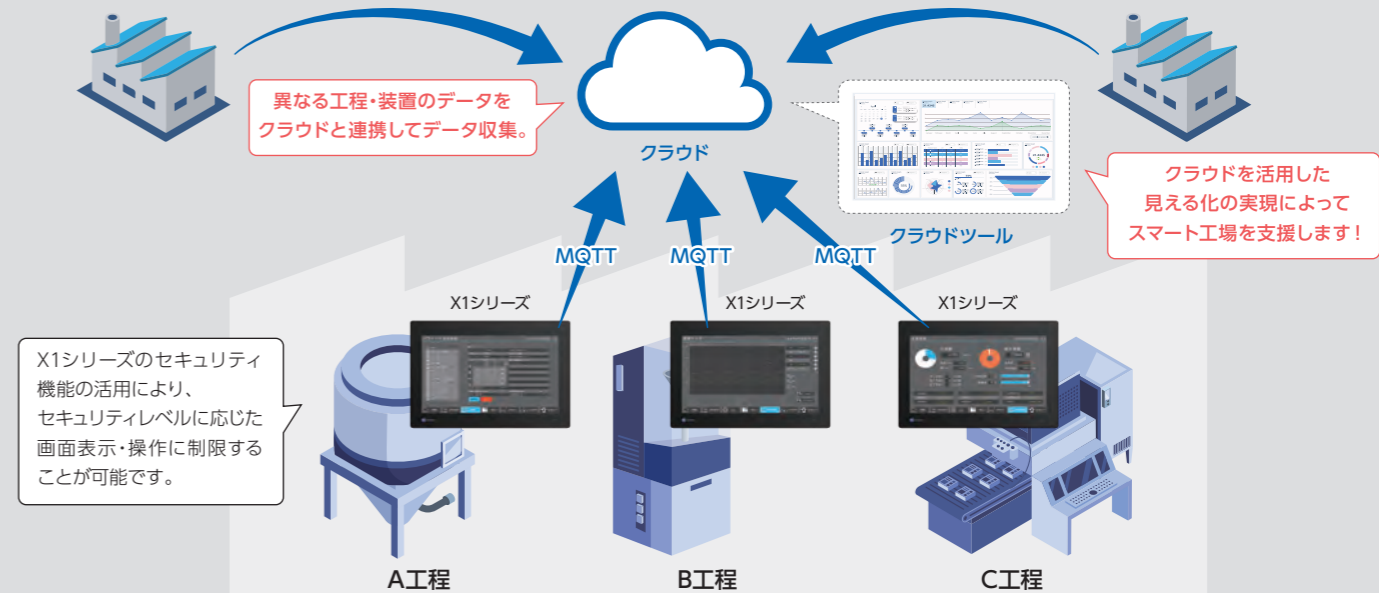 異なる工程・装置のデータを
クラウドと連携してデータ収集。
クラウド
クラウドツール
クラウドを活用した
見える化の実現によって
スマート工場を支援します!
MQTT
MQTT
MQTT
X1シリーズ
X1シリーズ
X1シリーズ
X1シリーズのセキュリティ
機能の活用により、
セキュリティレベルに応じた
画面表示・操作に制限する
ことが可能です。
A工程
B工程
C工程